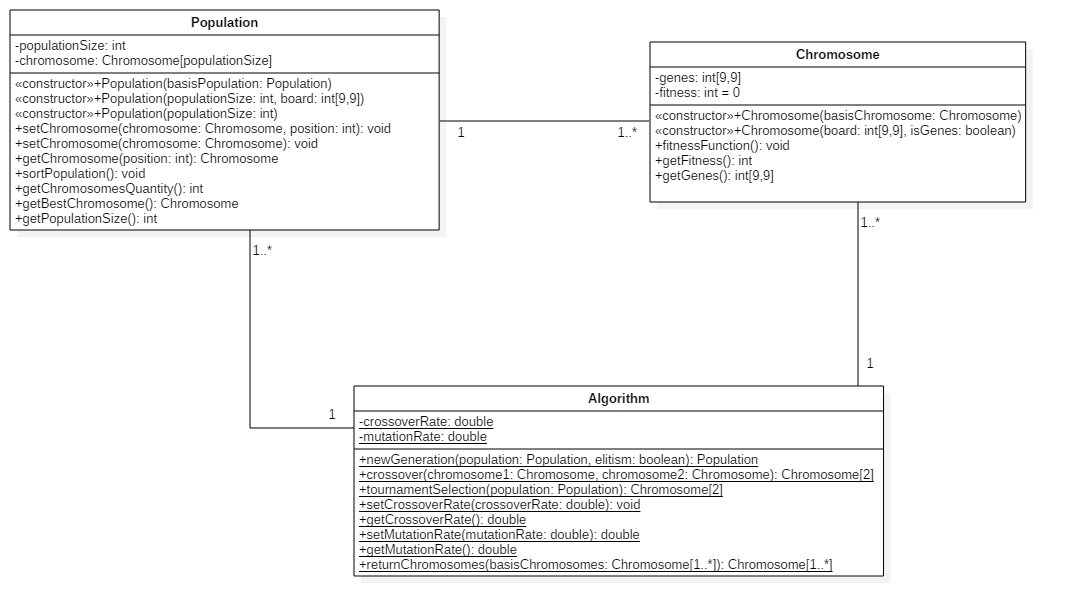 Population
-populationSize: int
-chromosome: Chromosome[populationSize]
«constructor»+Population(basisPopulation: Population)
«constructor»+Population(populationSize: int, board: int[9,9])
«constructor»+Population(populationSize: int)
+setChromosome(chromosome: Chromosome, position: int): void
+setChromosome(chromosome: Chromosome): void
+getChromosome(position: int): Chromosome
+sortPopulation(): void
+getChromosomesQuantity(): int
+getBestChromosome(): Chromosome
+getPopulationSize(): int
1
1..*
Chromosome
-genes: int[9,9]
-fitness: int = 0
«constructor»+Chromosome(basisChromosome: Chromosome)
«constructor»+Chromosome(board: int[9,9], isGenes: boolean)
+fitnessFunction(): void
+getFitness(): int
+getGenes(): int[9,9]
1..*
1..*
1
1
Algorithm
-crossoverRate: double
-mutationRate: double
+newGeneration(population: Population, elitism: boolean): Population
+crossover(chromosome1: Chromosome, chromosome2: Chromosome): Chromosome[2]
+tournamentSelection(population: Population): Chromosome[2]
+setCrossoverRate(crossoverRate: double): void
+getCrossoverRate(): double
+setMutationRate(mutationRate: double): double
+getMutationRate(): double
+returnChromosomes(basisChromosomes: Chromosome[1..*]): Chromosome[1..*]